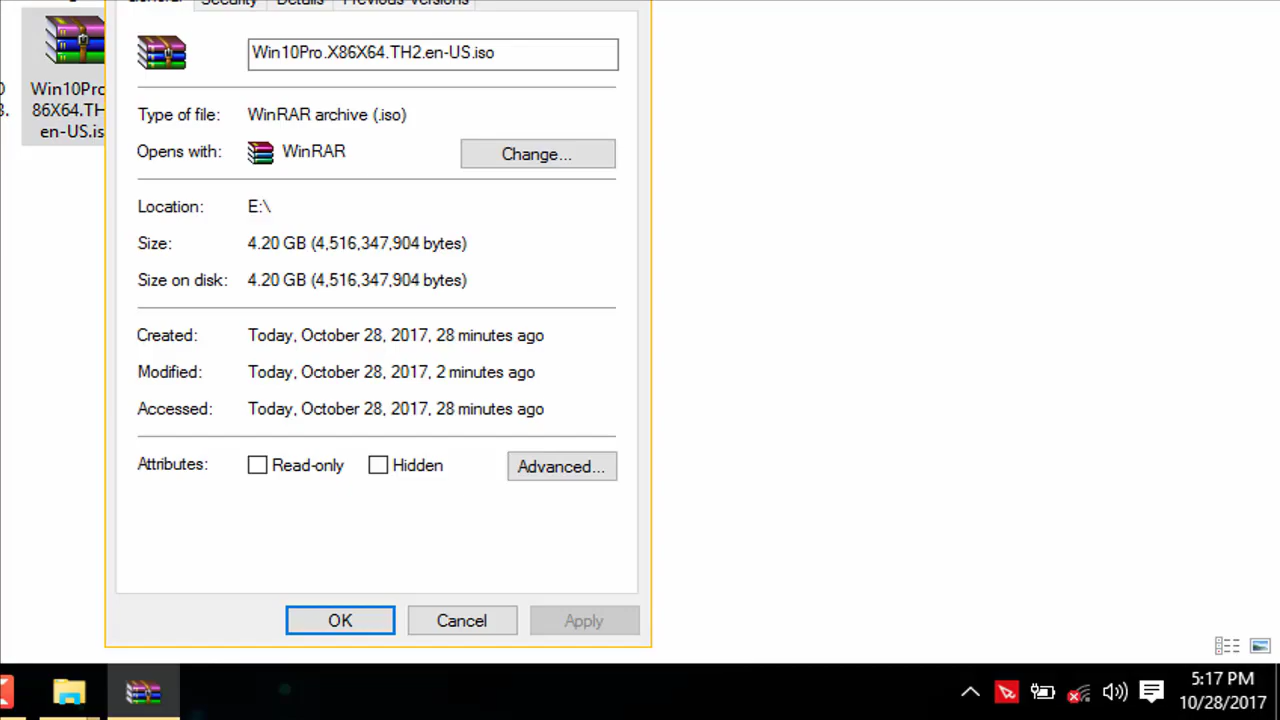 General Security Details Previous Versions
Win10Pro.X86X64.TH2.en-US.iso
Win10Pro
86X64.TH
en-US.is
Type of file: WinRAR archive (.iso)
Opens with: WinRAR Change...
Location: E:\
Size: 4.20 GB (4,516,347,904 bytes)
Size on disk: 4.20 GB (4,516,347,904 bytes)
Created: Today, October 28, 2017, 28 minutes ago
Modified: Today, October 28, 2017, 2 minutes ago
Accessed: Today, October 28, 2017, 28 minutes ago
Attributes: Read-only Hidden Advanced...
OK Cancel Apply
5:17 PM
10/28/2017